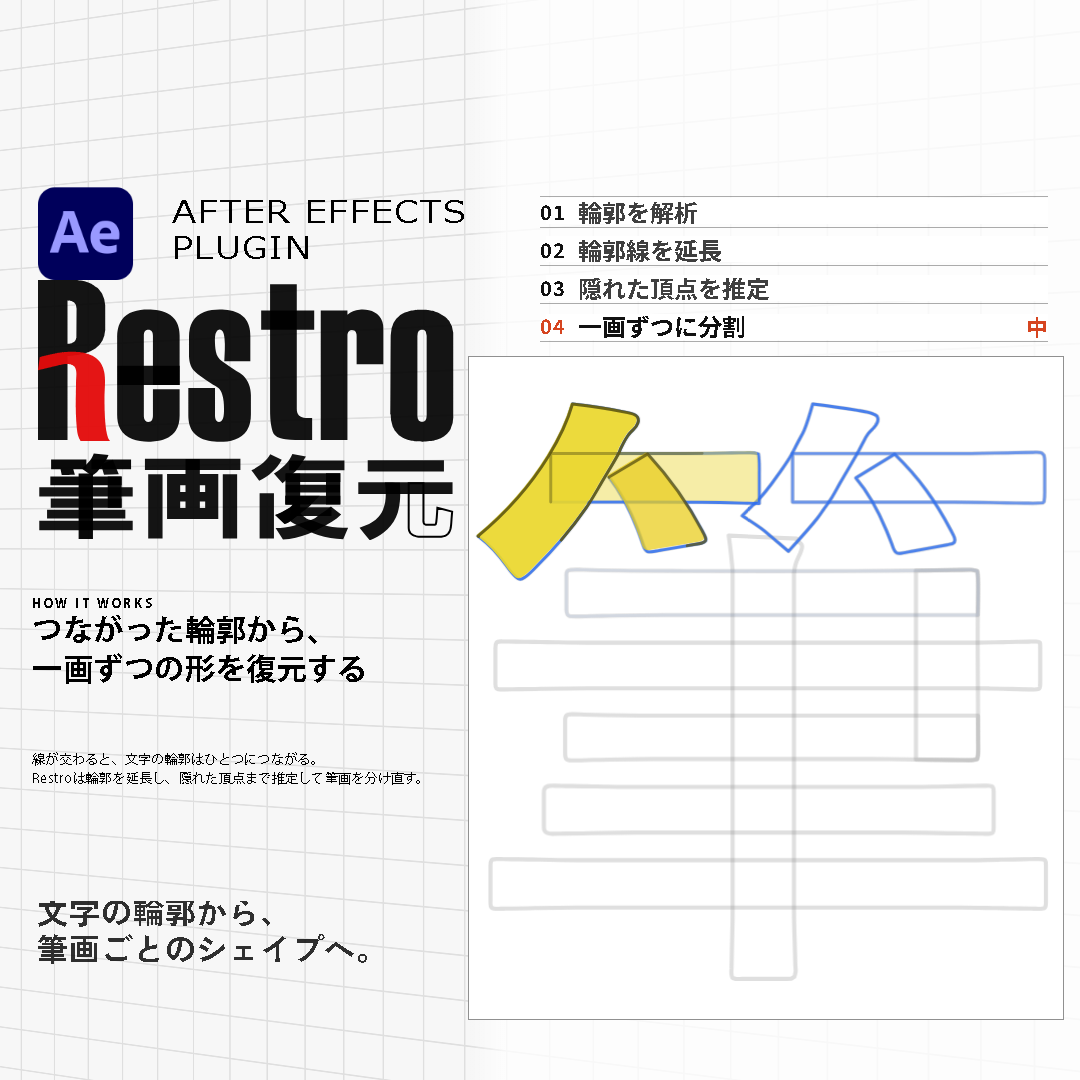 Ae
AFTER EFFECTS
PLUGIN
Restro
筆画復元
HOW IT WORKS
つながった輪郭から、
一画ずつの形を復元する
線が交わると、文字の輪郭はひとつにつながる。
Restroは輪郭を延長し、隠れた頂点まで推定して筆画を分け直す。
文字の輪郭から、
筆画ごとのシェイプへ。
01 輪郭を解析
02 輪郭線を延長
03 隠れた頂点を推定
04 一画ずつに分割 中
筆